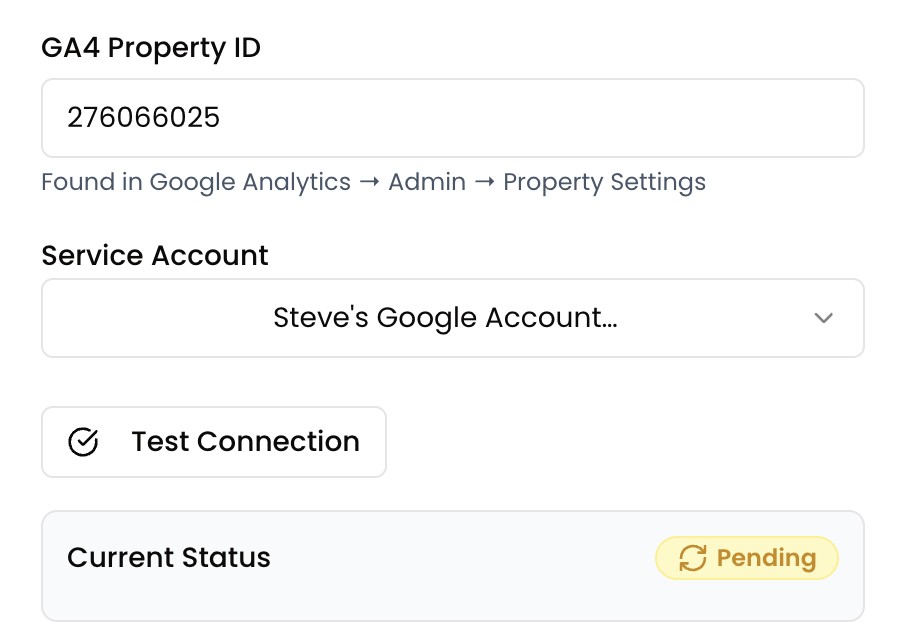 GA4 Property ID
276066025
Found in Google Analytics → Admin → Property Settings
Service Account
Steve's Google Account...
Test Connection
Current Status
Pending